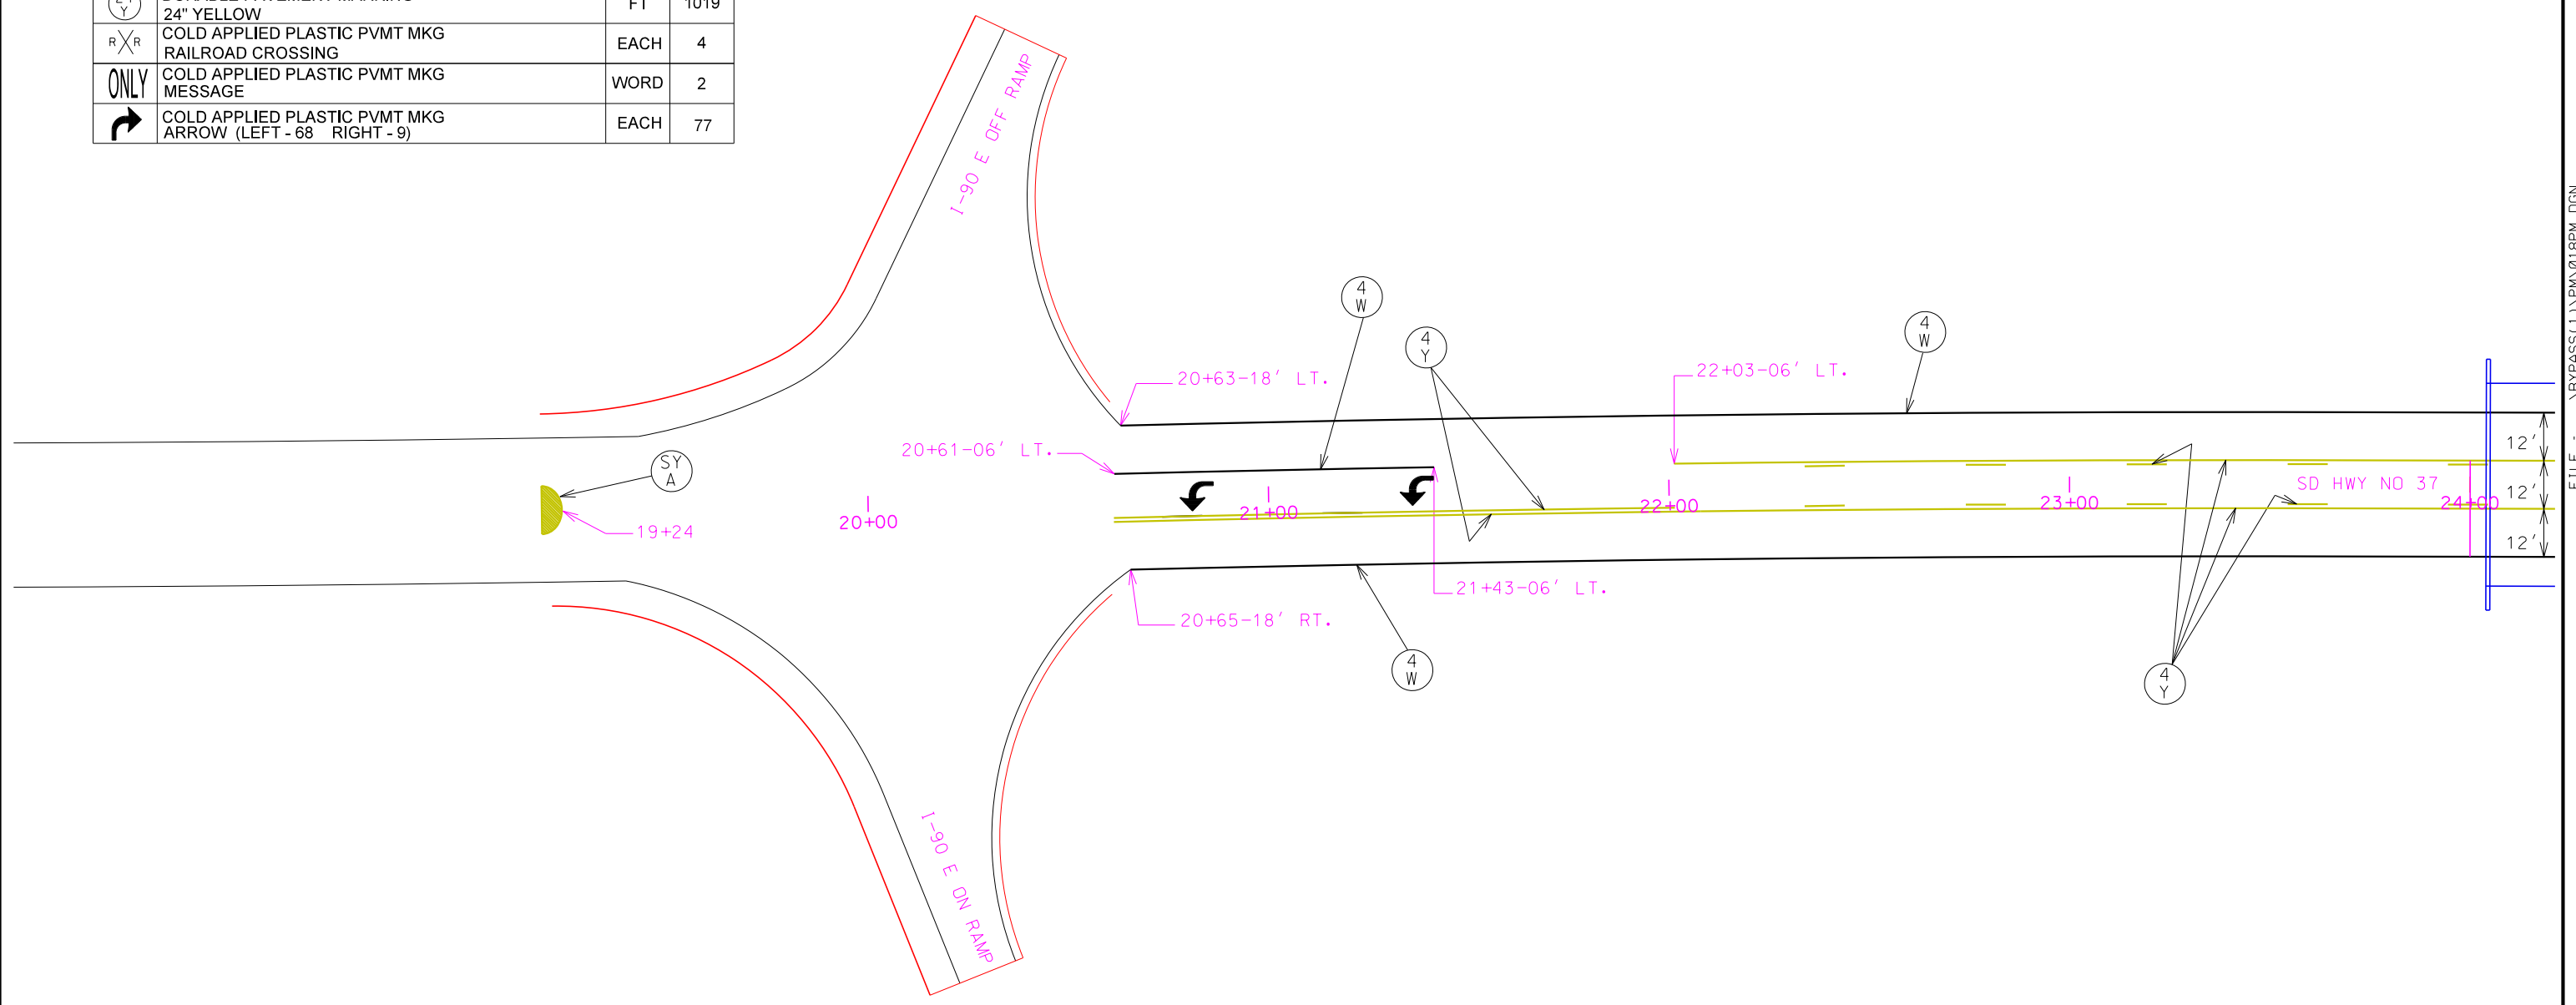 24" YELLOW
FT 1019
Y
R R
COLD APPLIED PLASTIC PVMT MKG
RAILROAD CROSSING
EACH 4
ONLY
COLD APPLIED PLASTIC PVMT MKG
MESSAGE
WORD 2
COLD APPLIED PLASTIC PVMT MKG
ARROW (LEFT - 68 RIGHT - 9)
EACH 77
I-90 E OFF RAMP
4
W
4
Y
4
W
20+63-18' LT.
22+03-06' LT.
20+61-06' LT.
SY
A
19+24
20+00
21+00
22+00
23+00
SD HWY NO 37
24+00
12'
12'
12'
21+43-06' LT.
20+65-18' RT.
4
W
4
Y
I-90 E ON RAMP